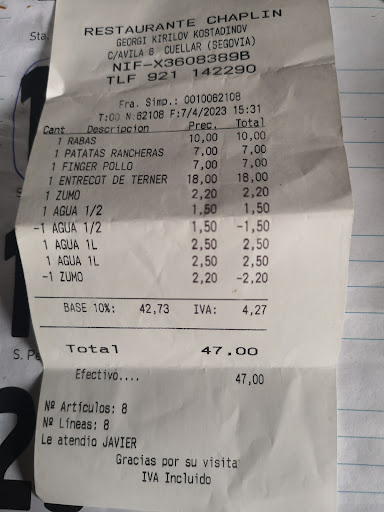 Sta.
RESTAURANTE CHAPLIN
GEORGI KIRILOV KOSTADINOV
C/AVILA 6 CUELLAR (SEGOVIA)
NIF-X3608389B
TLF 921 142290
Fra. Simp.: 0010062108
T:00 N:62108 F:7/4/2023 15:31
Cant Descripcion Prec. Total
1 RABAS 10,00 10,00
1 PATATAS RANCHERAS 7,00 7,00
1 FINGER POLLO 7,00 7,00
1 ENTRECOT DE TERNER 18,00 18,00
1 ZUMO 2,20 2,20
1 AGUA 1/2 1,50 1,50
-1 AGUA 1/2 1,50 -1,50
1 AGUA 1L 2,50 2,50
1 AGUA 1L 2,50 2,50
-1 ZUMO 2,20 -2,20
BASE 10%: 42,73 IVA: 4,27
S. Pe
Total 47.00
Efectivo.... 47,00
Nº Artículos: 8
Nº Líneas: 8
Le atendio JAVIER
Gracias por su visita
IVA Incluido